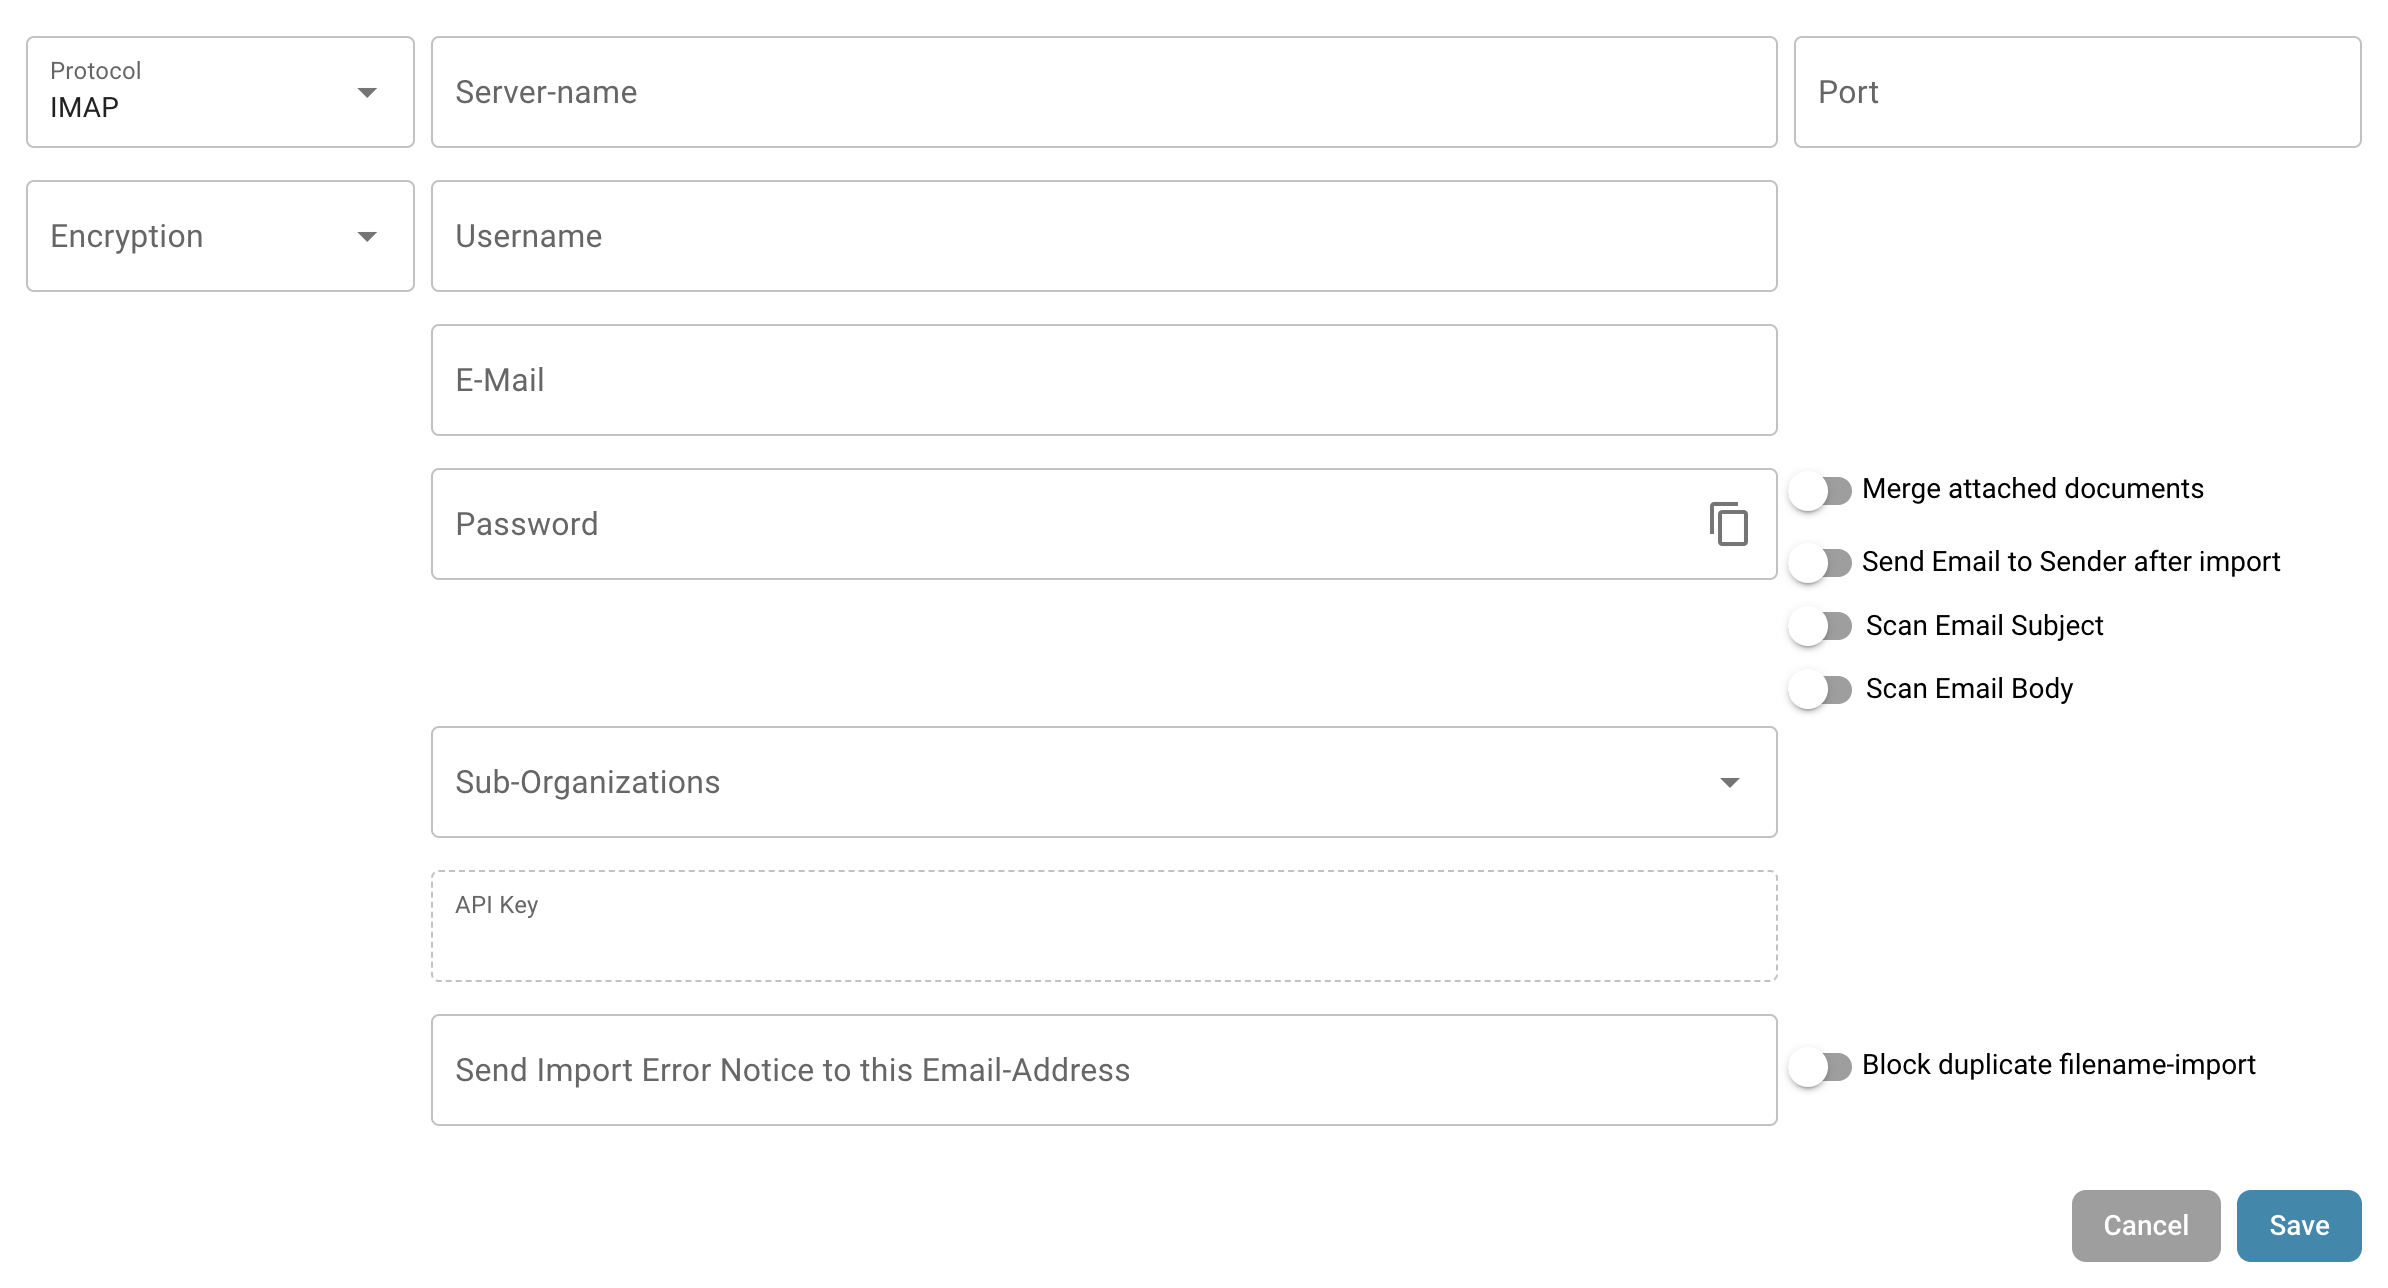 Protocol
IMAP
Server-name
Port
Encryption
Username
E-Mail
Password
Merge attached documents
Send Email to Sender after import
Scan Email Subject
Scan Email Body
Sub-Organizations
API Key
Send Import Error Notice to this Email-Address
Block duplicate filename-import
Cancel
Save